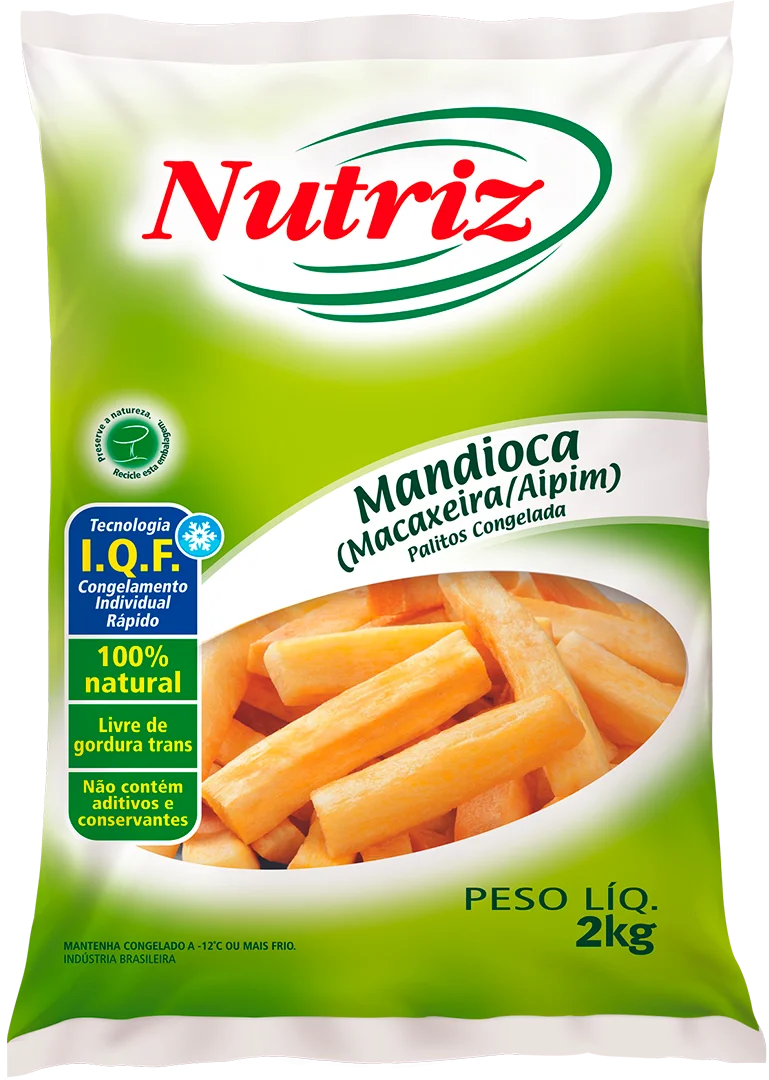 Nutriz
Preserve a natureza.
Recicle esta embalagem.
Mandioca
(Macaxeira/Aipim)
Palitos Congelada
Tecnologia
I.Q.F.
Congelamento
Individual
Rápido
100%
natural
Livre de
gordura trans
Não contém
aditivos e
conservantes
PESO LÍQ.
2kg
MANTENHA CONGELADO A -12°C OU MAIS FRIO.
INDÚSTRIA BRASILEIRA